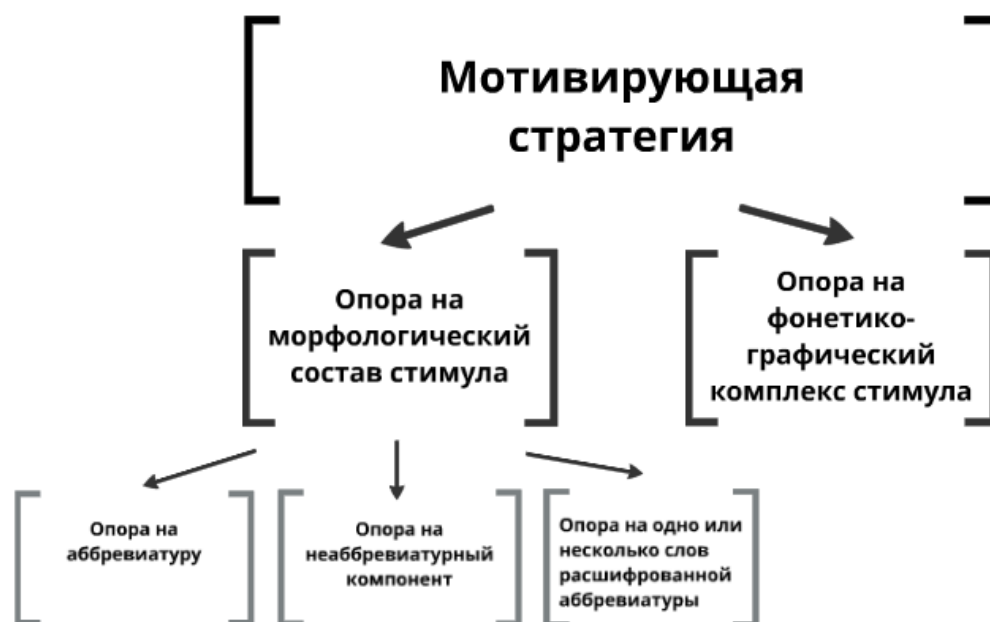 Мотивирующая
стратегия
Опора на
морфологический
состав стимула
Опора на
фонетико-
графический
комплекс стимула
Опора на
аббревиатуру
Опора на
неаббревиатурный
компонент
Опора на одно или
несколько слов
расшифрованной
аббревиатуры